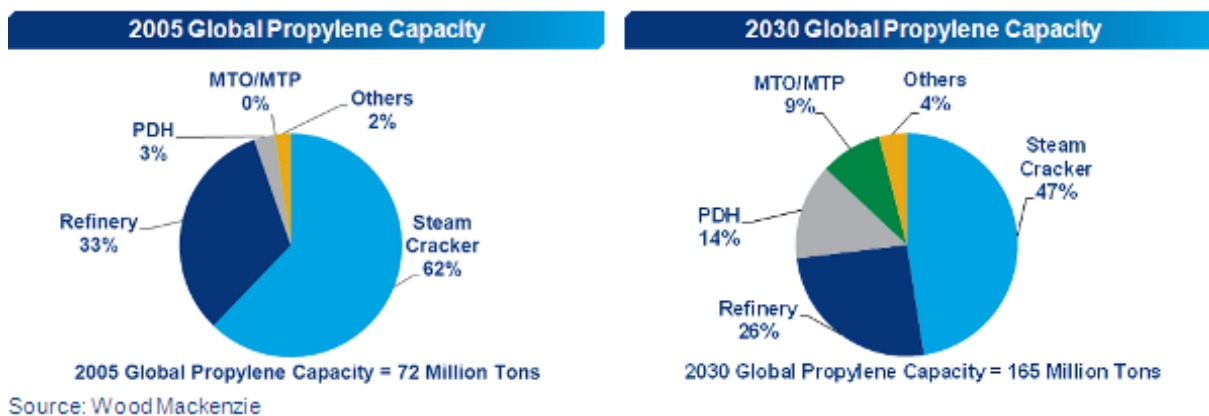 2005 Global Propylene Capacity
MTO/MTP
0%
Others
2%
PDH
3%
Refinery
33%
Steam
Cracker
62%
2005 Global Propylene Capacity = 72 Million Tons
2030 Global Propylene Capacity
MTO/MTP
9%
Others
4%
Steam
Cracker
47%
PDH
14%
Refinery
26%
2030 Global Propylene Capacity = 165 Million Tons
Source: Wood Mackenzie